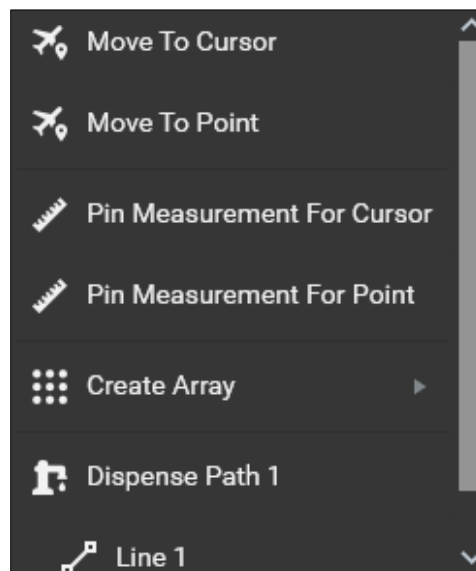 Move To Cursor
Move To Point
Pin Measurement For Cursor
Pin Measurement For Point
Create Array
Dispense Path 1
Line 1